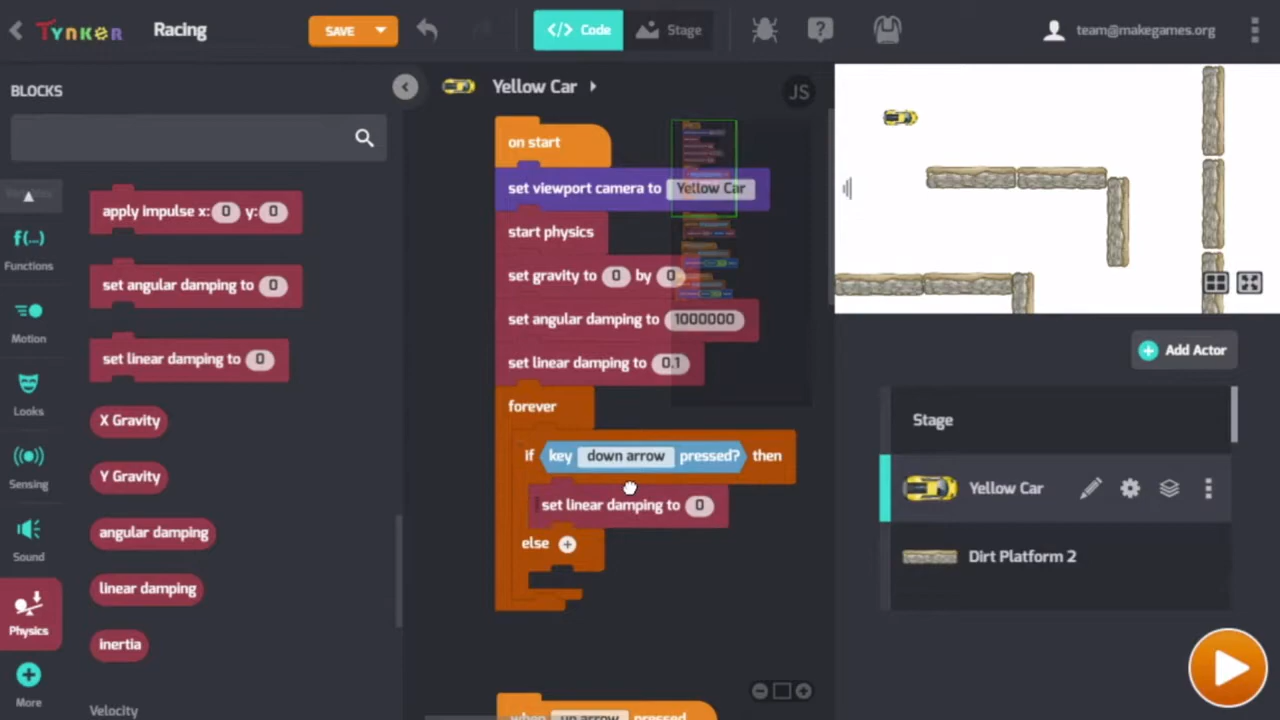 TYNKER
Racing
SAVE
</> Code
Stage
?
team@makegames.org
BLOCKS
f(...)
Functions
Motion
Looks
Sensing
Sound
Physics
More
apply impulse x: 0 y: 0
set angular damping to 0
set linear damping to 0
X Gravity
Y Gravity
angular damping
linear damping
inertia
Velocity
Yellow Car
JS
on start
set viewport camera to Yellow Car
start physics
set gravity to 0 by 0
set angular damping to 1000000
set linear damping to 0.1
forever
if key down arrow pressed? then
set linear damping to 0
else
when up arrow pressed
Add Actor
Stage
Yellow Car
Dirt Platform 2